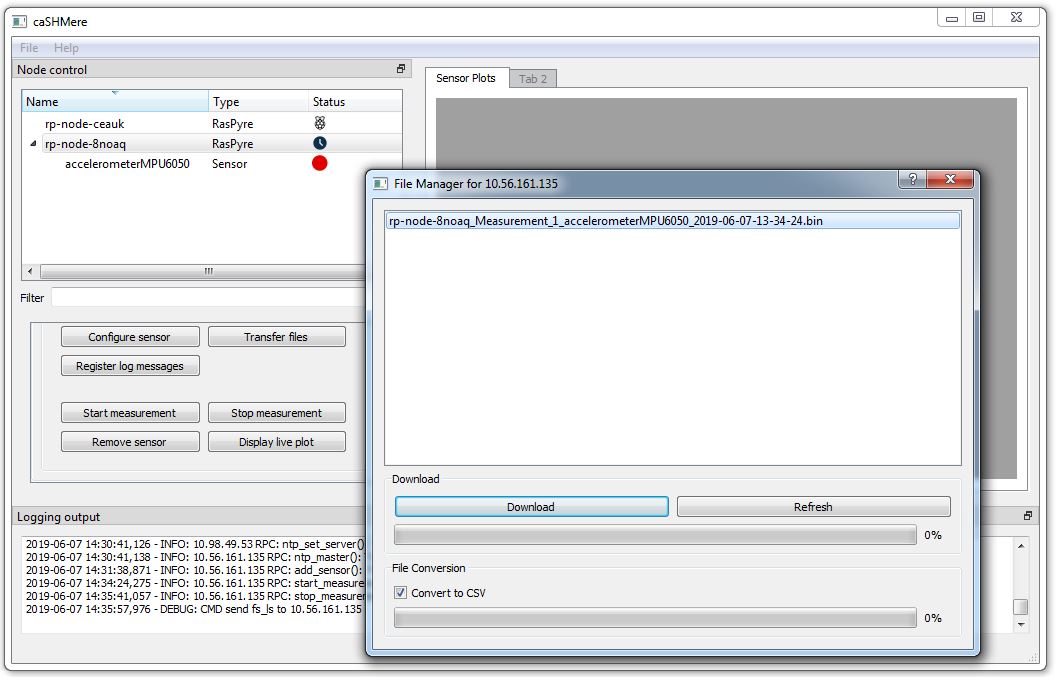 caSHMere
File Help
Node control
Sensor Plots Tab 2
Name Type Status
rp-node-ceauk RasPyre
rp-node-8noaq RasPyre
accelerometerMPU6050 Sensor
Filter
Configure sensor Transfer files
Register log messages
Start measurement Stop measurement
Remove sensor Display live plot
Logging output
2019-06-07 14:30:41,126 - INFO: 10.98.49.53 RPC: ntp_set_server()
2019-06-07 14:30:41,138 - INFO: 10.56.161.135 RPC: ntp_master():
2019-06-07 14:31:38,871 - INFO: 10.56.161.135 RPC: add_sensor():
2019-06-07 14:34:24,275 - INFO: 10.56.161.135 RPC: start_measure
2019-06-07 14:35:41,057 - INFO: 10.56.161.135 RPC: stop_measure
2019-06-07 14:35:57,976 - DEBUG: CMD send fs_ls to 10.56.161.135
File Manager for 10.56.161.135
rp-node-8noaq_Measurement_1_accelerometerMPU6050_2019-06-07-13-34-24.bin
Download
Download Refresh
0%
File Conversion
Convert to CSV
0%